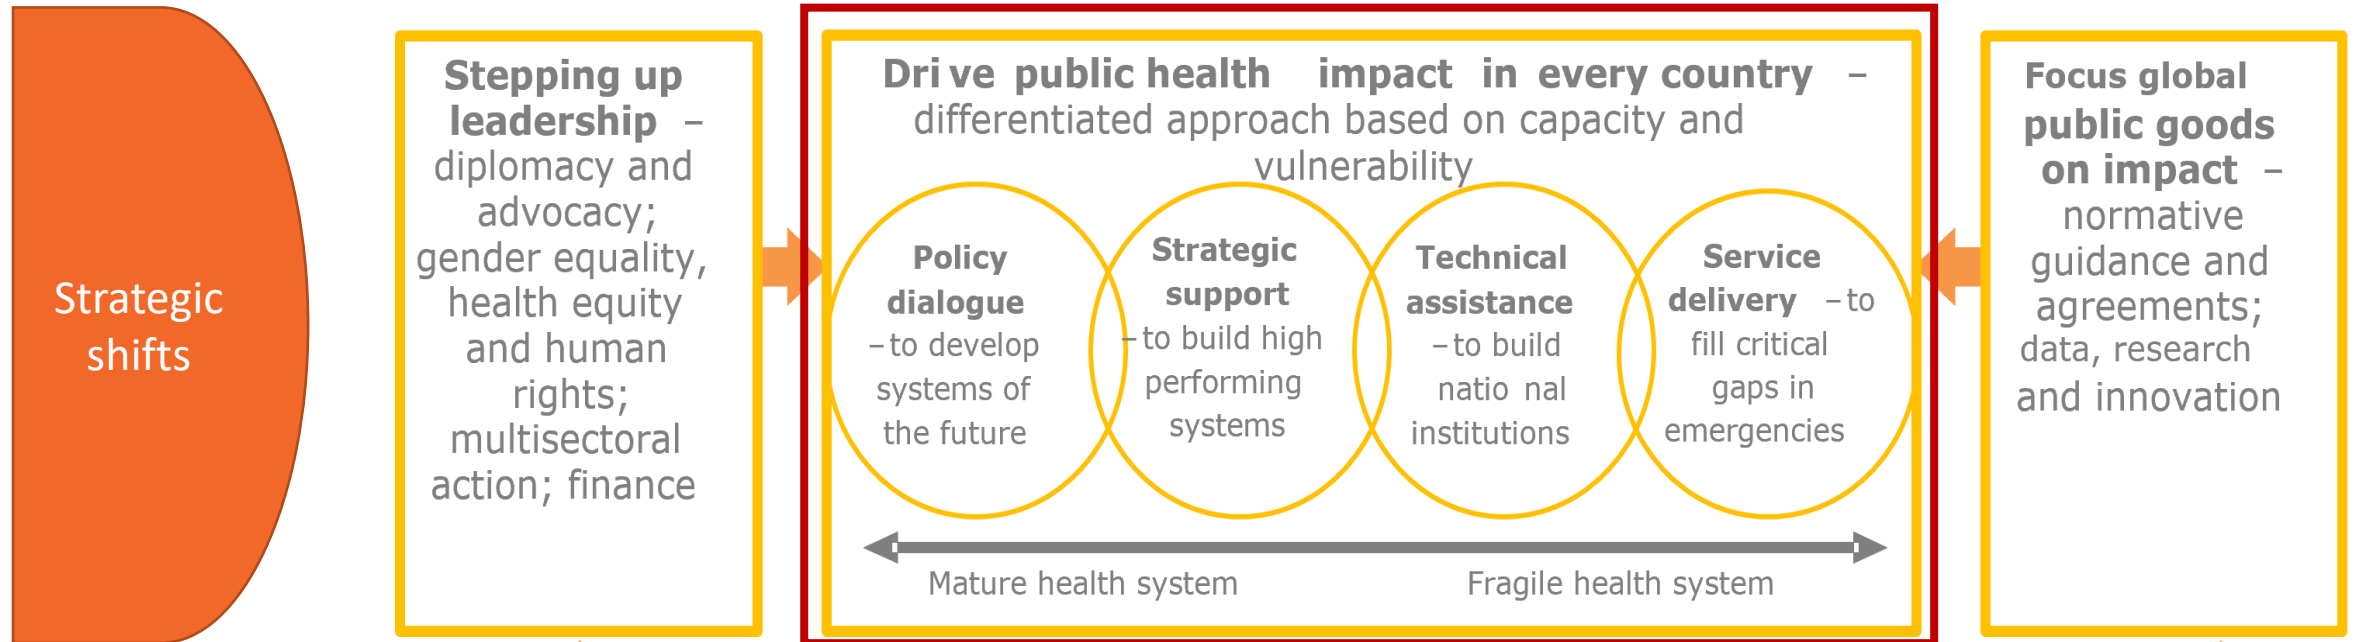 Strategic
shifts
Stepping up
leadership –
diplomacy and
advocacy;
gender equality,
health equity
and human
rights;
multisectoral
action; finance
Dri ve public health impact in every country –
differentiated approach based on capacity and
vulnerability
Policy
dialogue
– to develop
systems of
the future
Strategic
support
– to build high
performing
systems
Technical
assistance
– to build
natio nal
institutions
Service
delivery – to
fill critical
gaps in
emergencies
Mature health system
Fragile health system
Focus global
public goods
on impact –
normative
guidance and
agreements;
data, research
and innovation